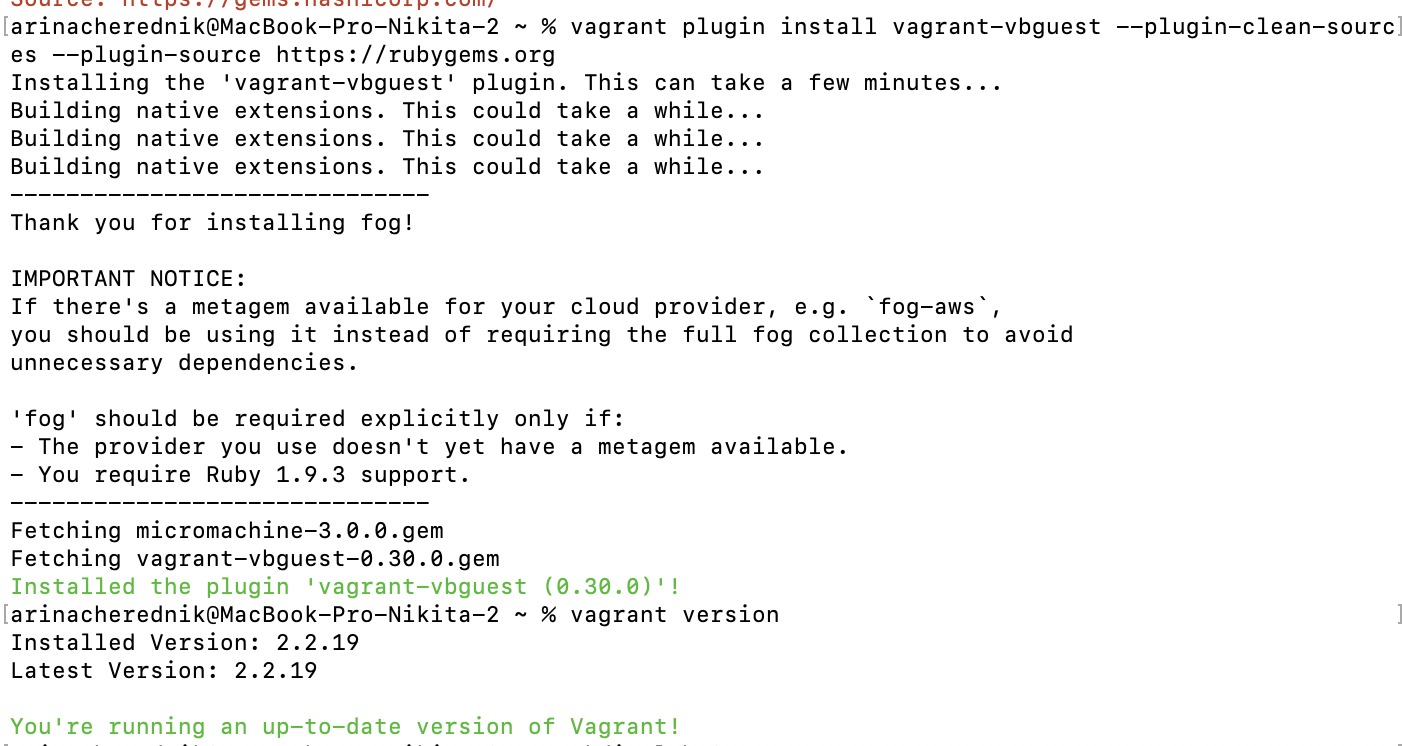 Source: https://gems.hashicorp.com/
[arinacherednik@MacBook-Pro-Nikita-2 ~ % vagrant plugin install vagrant-vbguest --plugin-clean-sourc]
es --plugin-source https://rubygems.org
Installing the 'vagrant-vbguest' plugin. This can take a few minutes...
Building native extensions. This could take a while...
Building native extensions. This could take a while...
Building native extensions. This could take a while...
------------------------------
Thank you for installing fog!
IMPORTANT NOTICE:
If there's a metagem available for your cloud provider, e.g. `fog-aws`,
you should be using it instead of requiring the full fog collection to avoid
unnecessary dependencies.
'fog' should be required explicitly only if:
- The provider you use doesn't yet have a metagem available.
- You require Ruby 1.9.3 support.
------------------------------
Fetching micromachine-3.0.0.gem
Fetching vagrant-vbguest-0.30.0.gem
Installed the plugin 'vagrant-vbguest (0.30.0)'!
[arinacherednik@MacBook-Pro-Nikita-2 ~ % vagrant version ]
Installed Version: 2.2.19
Latest Version: 2.2.19
You're running an up-to-date version of Vagrant!